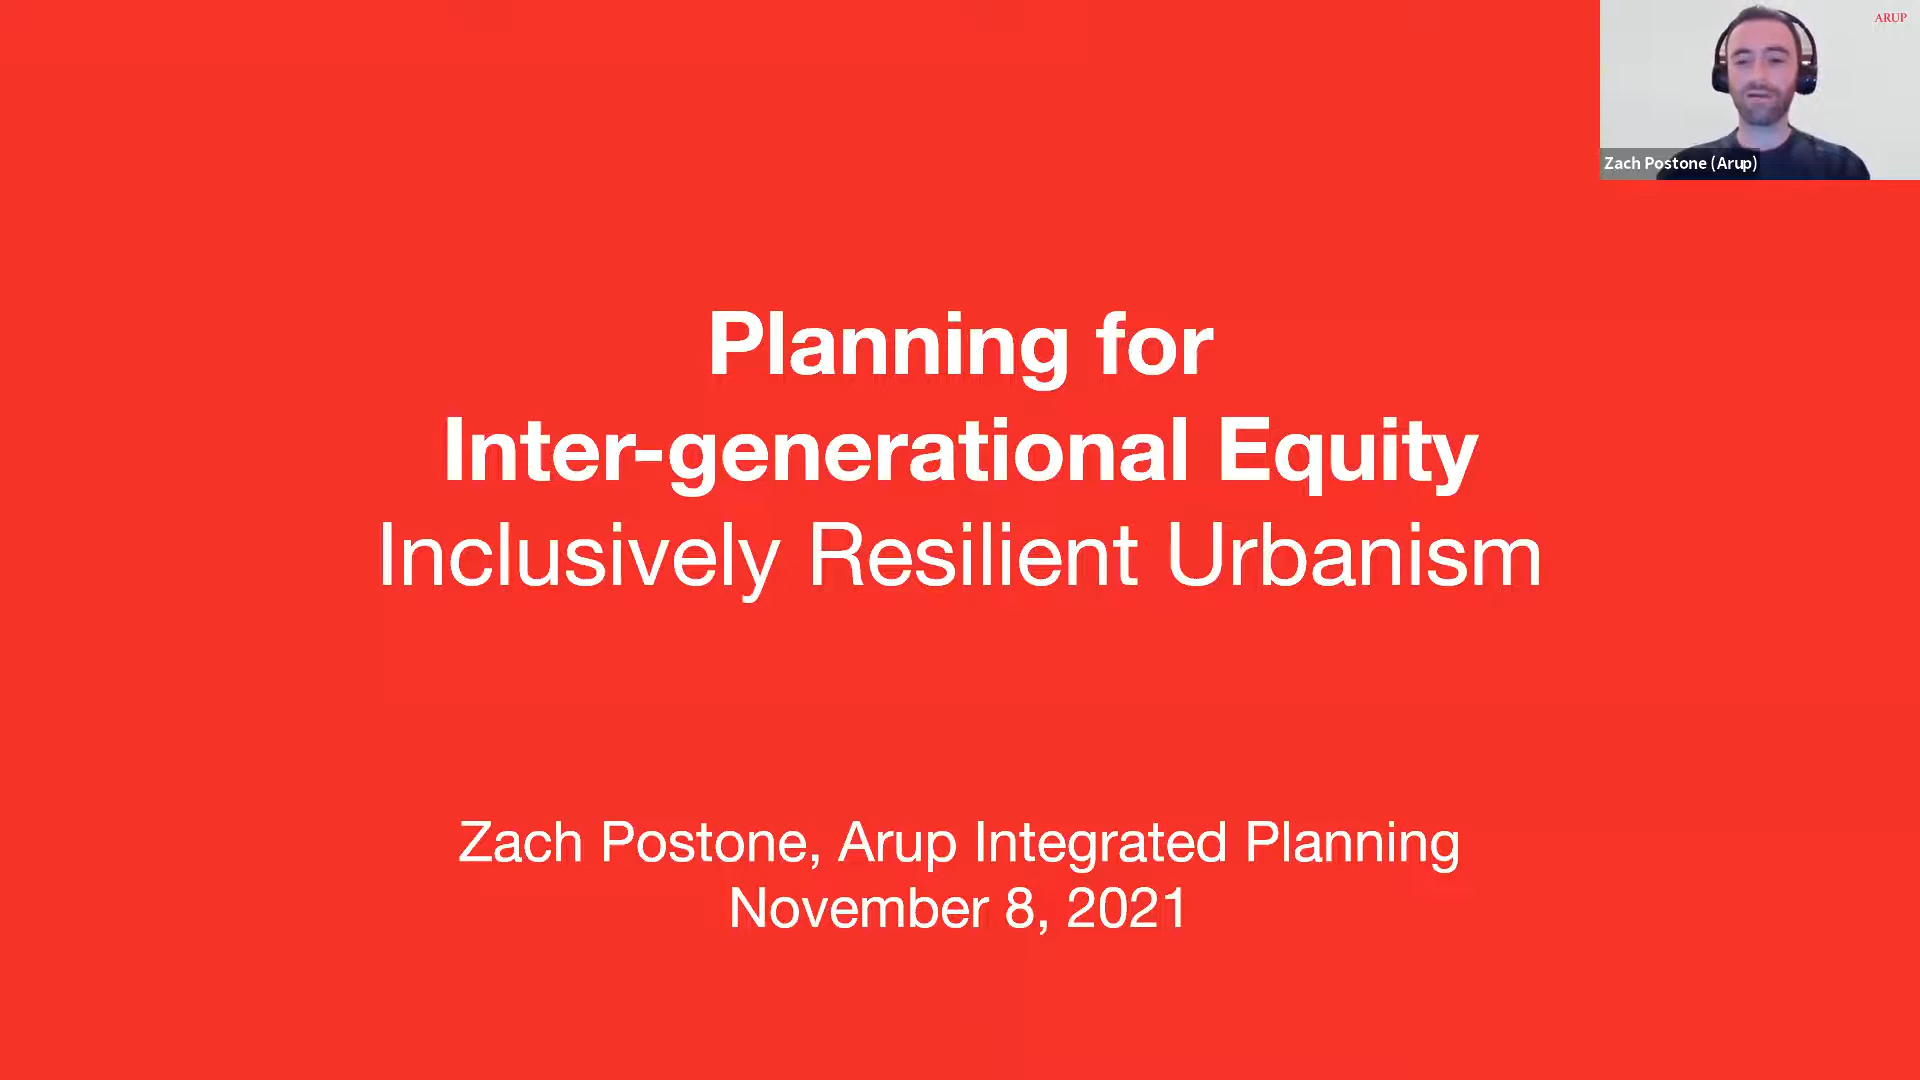 ARUP
Zach Postone (Arup)
Planning for
Inter-generational Equity
Inclusively Resilient Urbanism
Zach Postone, Arup Integrated Planning
November 8, 2021